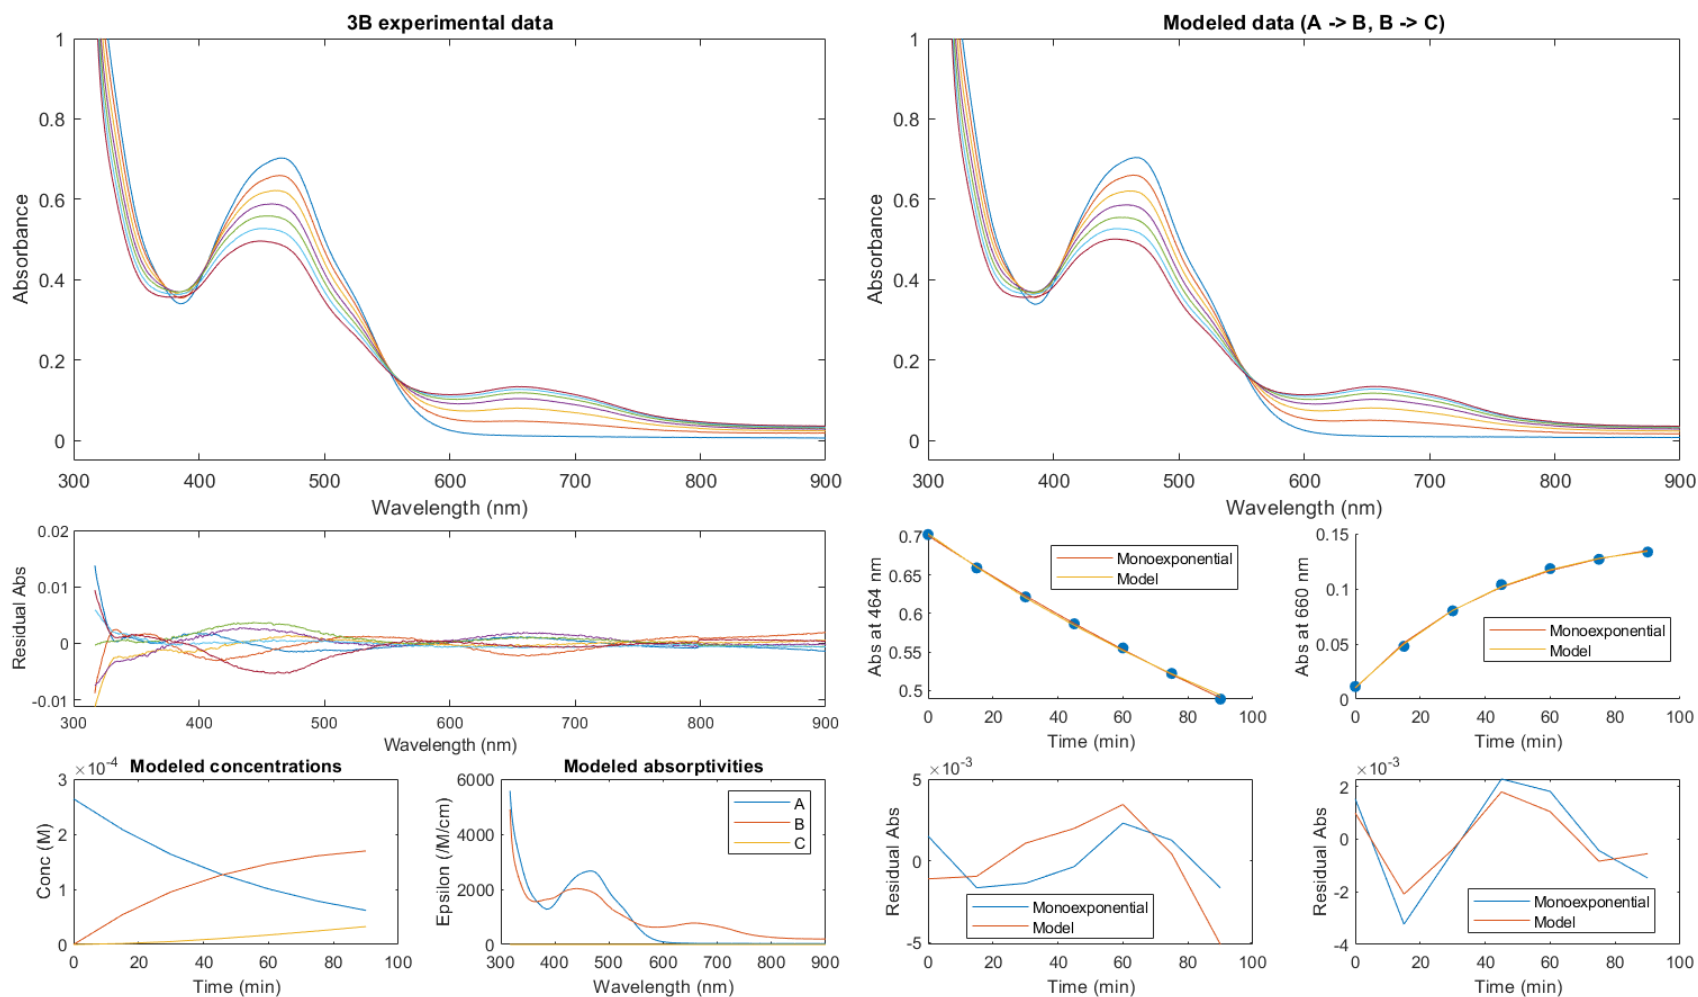 3B experimental data
1
0.8
0.6
0.4
0.2
0
Absorbance
300 400 500 600 700 800 900
Wavelength (nm)
Modeled data (A -> B, B -> C)
1
0.8
0.6
0.4
0.2
0
Absorbance
300 400 500 600 700 800 900
Wavelength (nm)
0.02
0.01
0
-0.01
Residual Abs
300 400 500 600 700 800 900
Wavelength (nm)
0.7
0.65
0.6
0.55
0.5
Abs at 464 nm
Monoexponential
Model
0 20 40 60 80 100
Time (min)
0.15
0.1
0.05
0
Abs at 660 nm
Monoexponential
Model
0 20 40 60 80 100
Time (min)
×10⁻⁴
Modeled concentrations
3
2
1
0
Conc (M)
0 20 40 60 80 100
Time (min)
Modeled absorptivities
6000
4000
2000
0
Epsilon (/M/cm)
A
B
C
300 400 500 600 700 800 900
Wavelength (nm)
×10⁻³
5
0
-5
Residual Abs
Monoexponential
Model
0 20 40 60 80 100
Time (min)
×10⁻³
2
0
-2
-4
Residual Abs
Monoexponential
Model
0 20 40 60 80 100
Time (min)